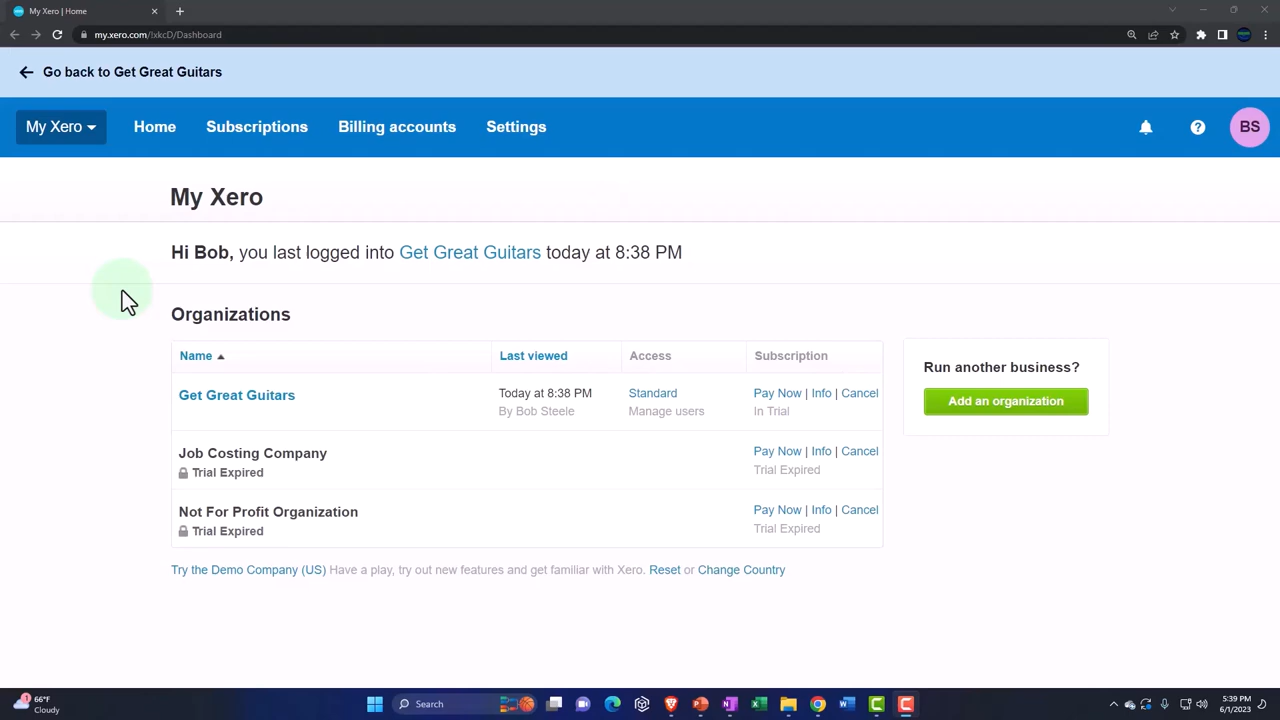 My Xero | Home
my.xero.com/!xkcD/Dashboard
Go back to Get Great Guitars
My Xero Home Subscriptions Billing accounts Settings BS
My Xero
Hi Bob, you last logged into Get Great Guitars today at 8:38 PM
Organizations
Name Last viewed Access Subscription
Get Great Guitars Today at 8:38 PM Standard Pay Now | Info | Cancel
By Bob Steele Manage users In Trial
Job Costing Company Pay Now | Info | Cancel
Trial Expired Trial Expired
Not For Profit Organization Pay Now | Info | Cancel
Trial Expired Trial Expired
Run another business?
Add an organization
Try the Demo Company (US) Have a play, try out new features and get familiar with Xero. Reset or Change Country
66°F
Cloudy
Search
5:39 PM
6/1/2023